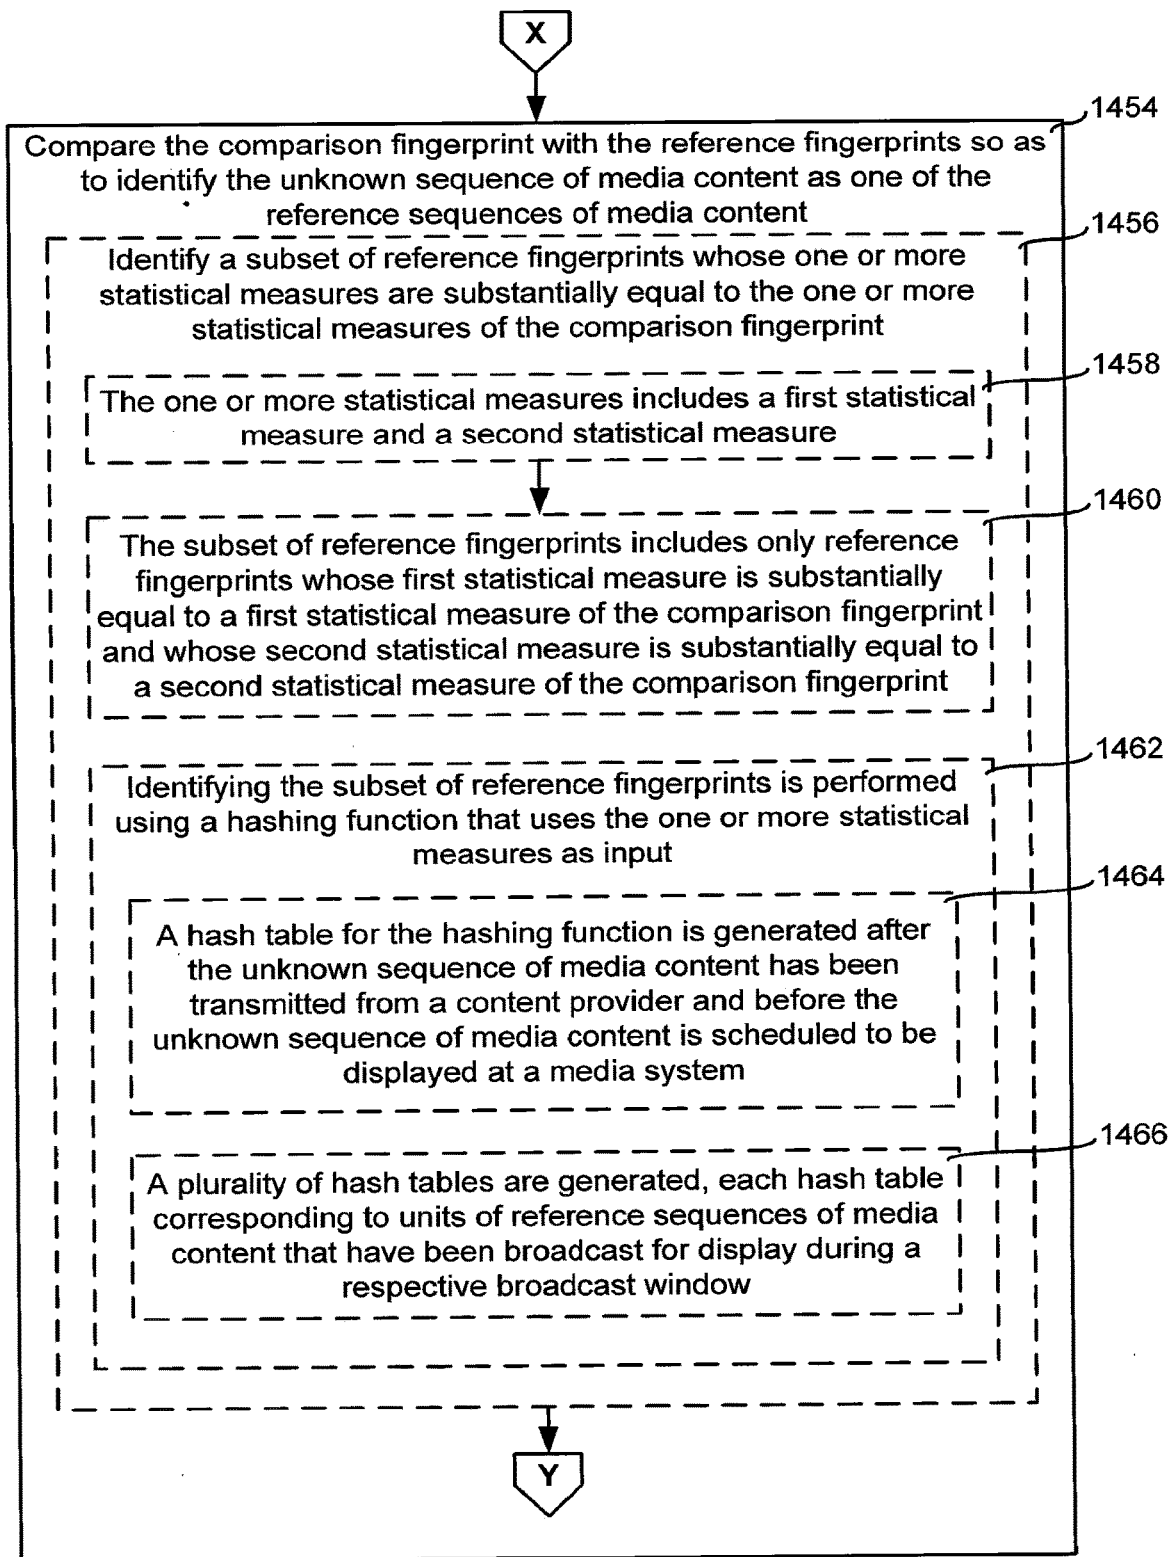 X
1454
Compare the comparison fingerprint with the reference fingerprints so as
to identify the unknown sequence of media content as one of the
reference sequences of media content
1456
Identify a subset of reference fingerprints whose one or more
statistical measures are substantially equal to the one or more
statistical measures of the comparison fingerprint
1458
The one or more statistical measures includes a first statistical
measure and a second statistical measure
1460
The subset of reference fingerprints includes only reference
fingerprints whose first statistical measure is substantially
equal to a first statistical measure of the comparison fingerprint
and whose second statistical measure is substantially equal to
a second statistical measure of the comparison fingerprint
1462
Identifying the subset of reference fingerprints is performed
using a hashing function that uses the one or more statistical
measures as input
1464
A hash table for the hashing function is generated after
the unknown sequence of media content has been
transmitted from a content provider and before the
unknown sequence of media content is scheduled to be
displayed at a media system
1466
A plurality of hash tables are generated, each hash table
corresponding to units of reference sequences of media
content that have been broadcast for display during a
respective broadcast window
Y